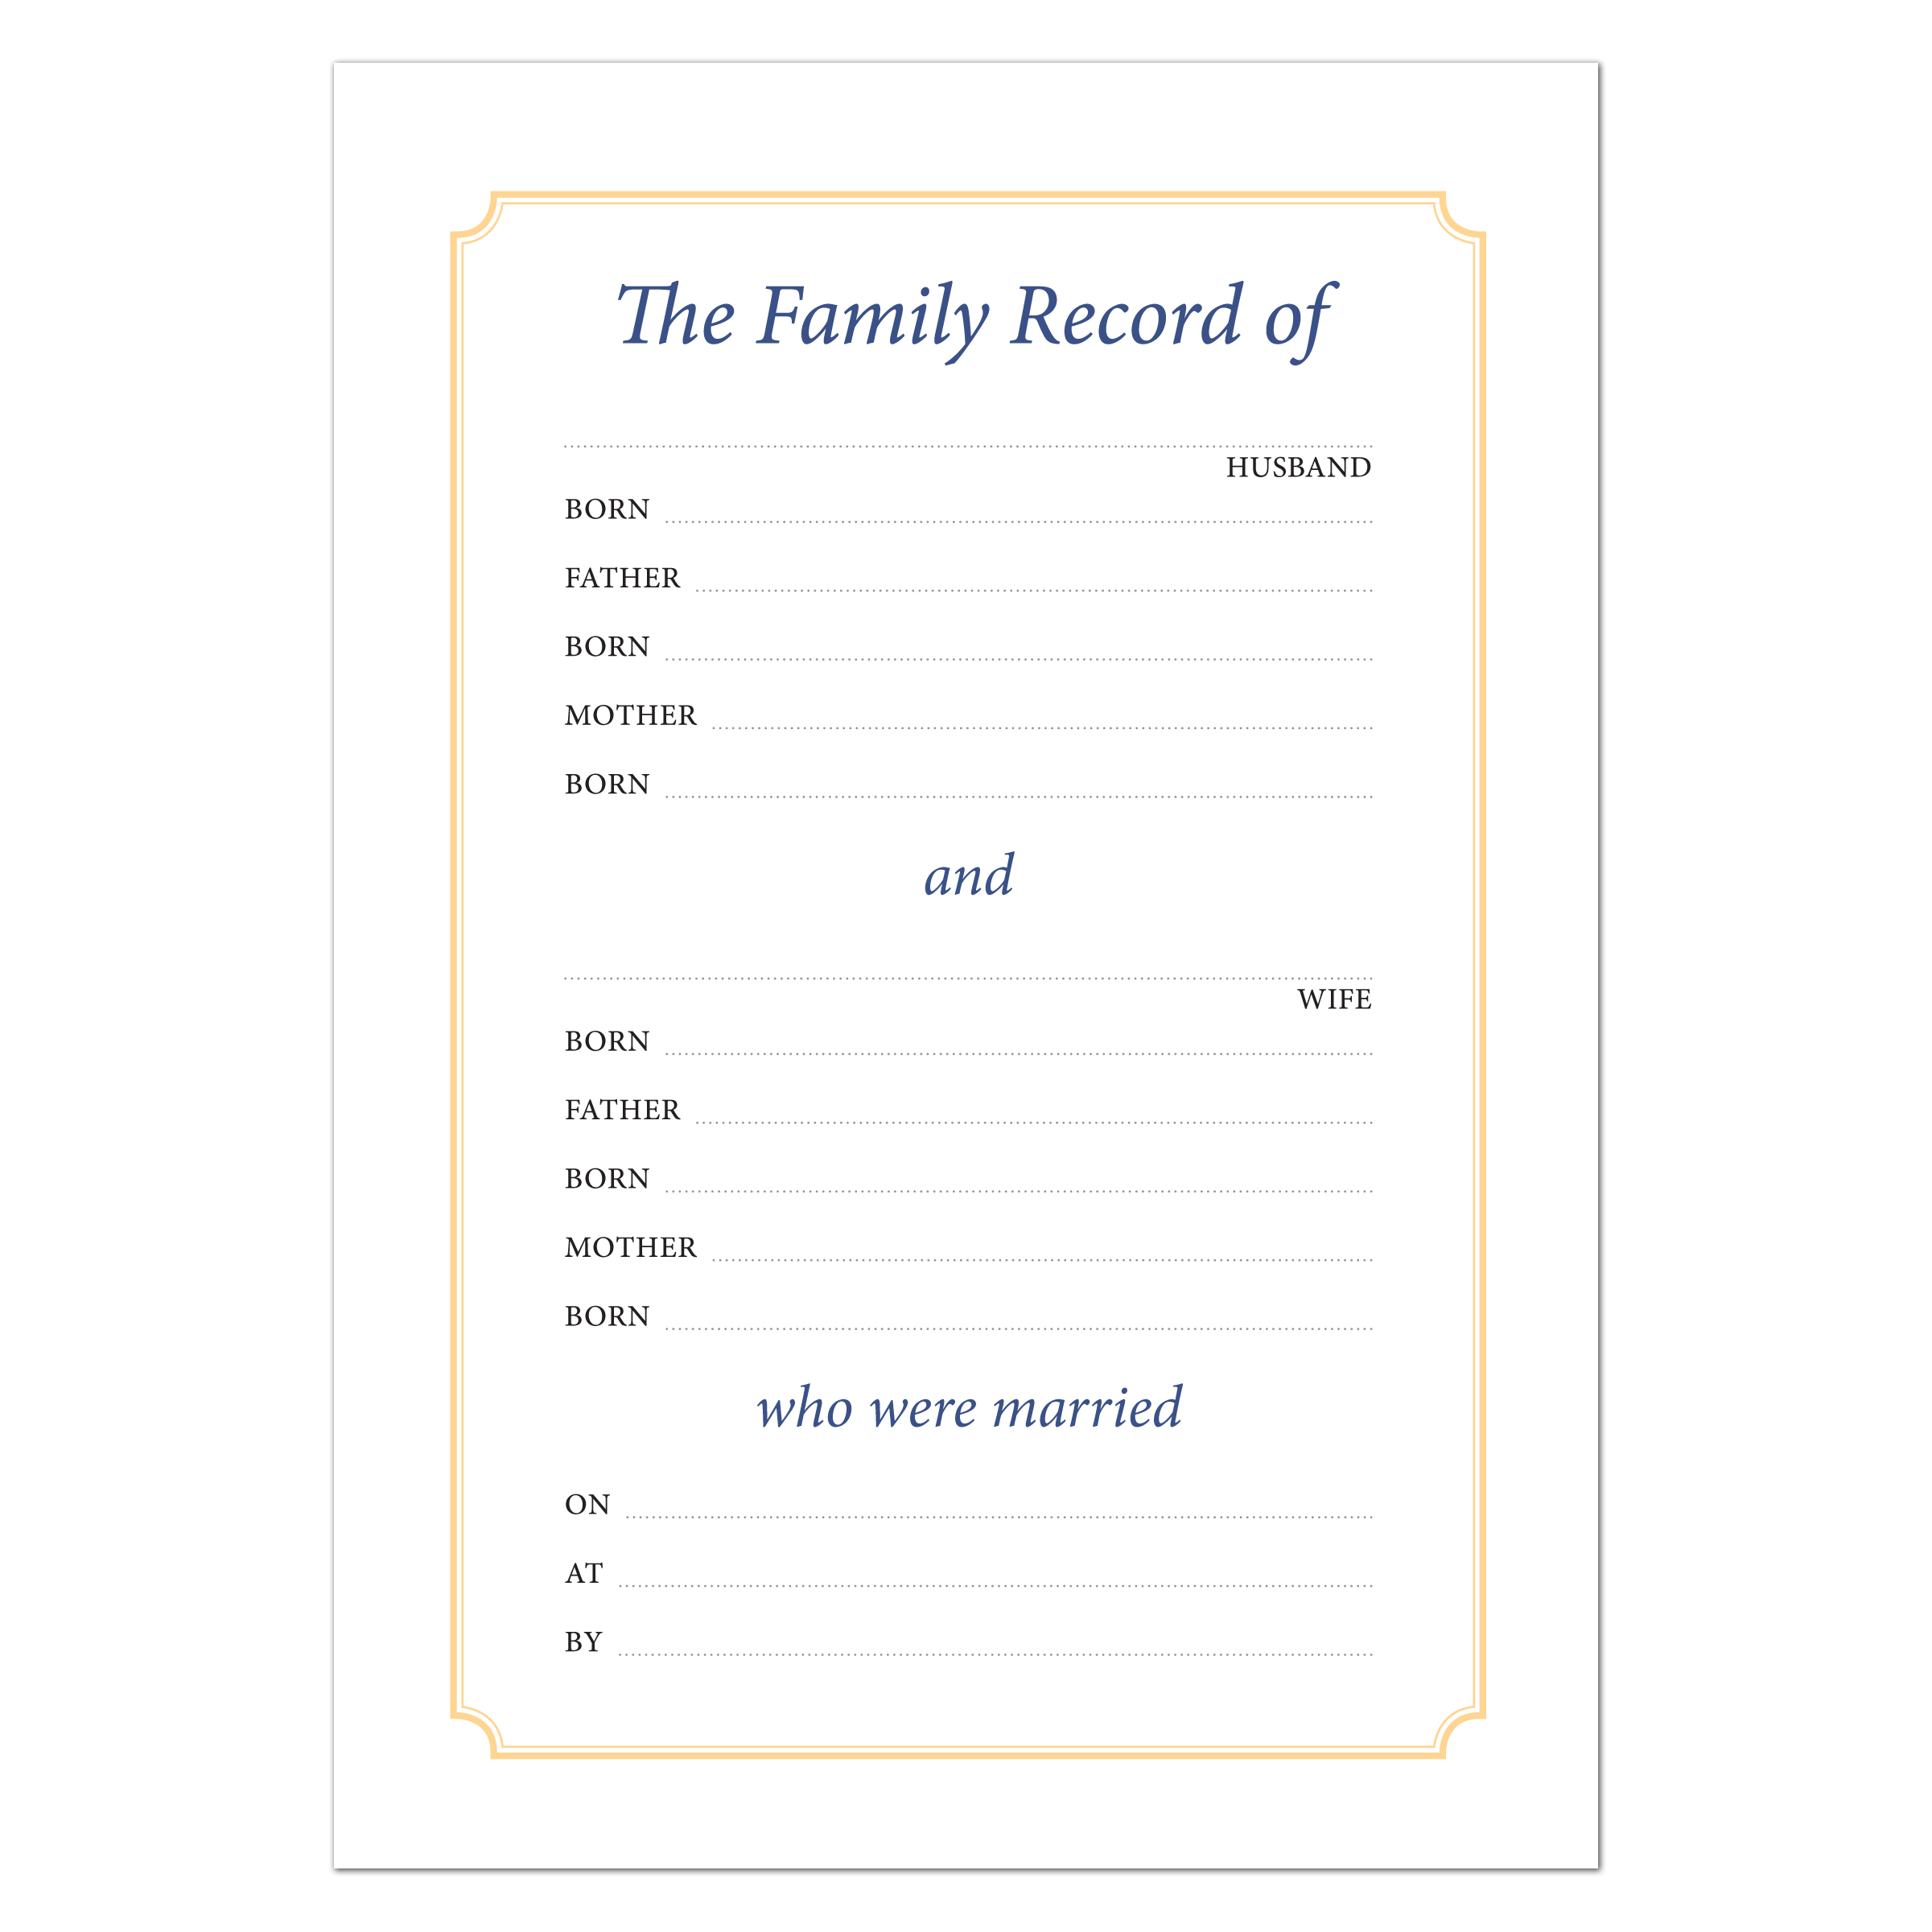 The Family Record of
HUSBAND
BORN
FATHER
BORN
MOTHER
BORN
and
WIFE
BORN
FATHER
BORN
MOTHER
BORN
who were married
ON
AT
BY